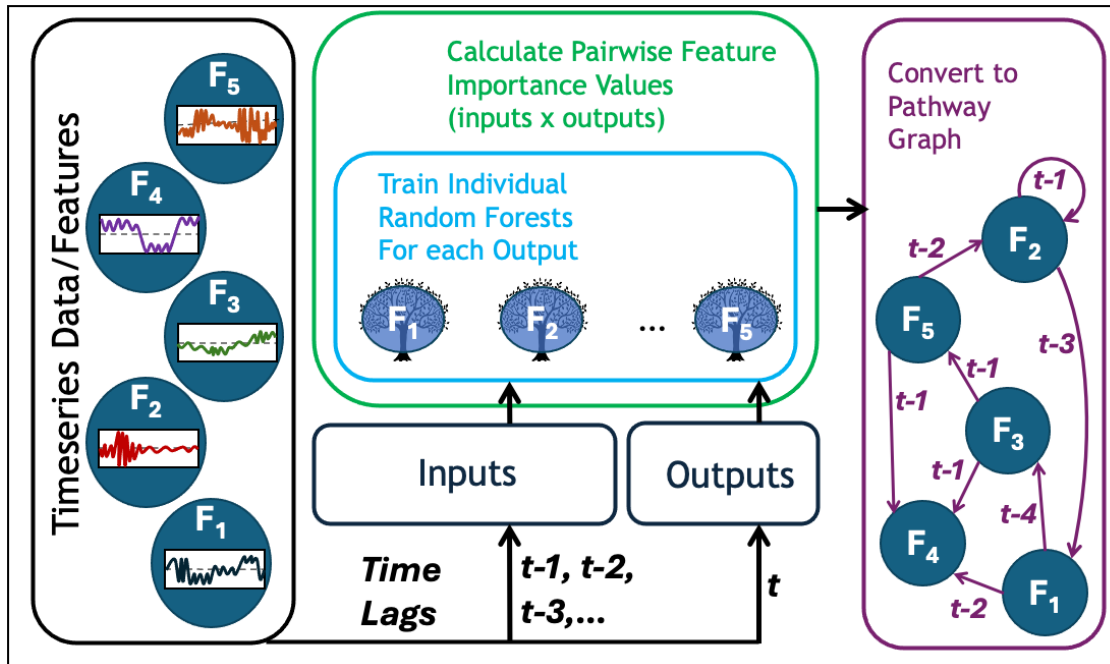 Timeseries Data/Features
F5
F4
F3
F2
F1
Calculate Pairwise Feature
Importance Values
(inputs x outputs)
Train Individual
Random Forests
For each Output
F1
F2
...
F5
Inputs
Outputs
Time
Lags
t-1, t-2,
t-3,...
t
Convert to
Pathway
Graph
t-1
F2
t-2
F5
t-3
t-1
t-1
F3
t-1
t-4
F4
t-2
F1